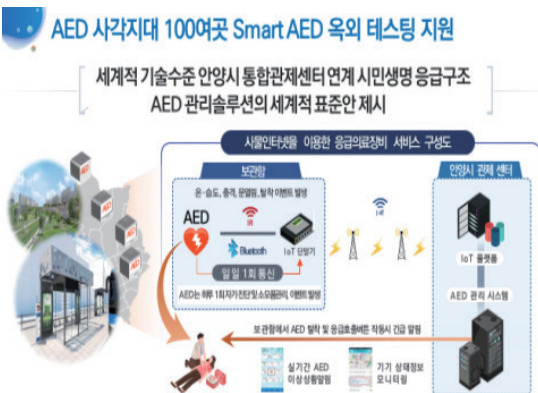 AED 사각지대 100여곳 Smart AED 옥외 테스팅 지원
세계적 기술수준 안양시 통합관제센터 연계 시민생명 응급구조
AED 관리솔루션의 세계적 표준안 제시
사물인터넷을 이용한 응급의료장비 서비스 구성도
보관함
안양시 관제 센터
온·습도, 충격, 문열림, 탈착 이벤트 발생
AED
Bluetooth
IoT 단말기
일일 1회 통신
AED는 하루 1회 자가진단 및 소모품관리, 이벤트 발생
IoT 플랫폼
AED 관리 시스템
AED
AED
AED
AED
보관함에서 AED 탈착 및 응급호출버튼 작동시 긴급 알림
실기간 AED
이상상황알림
기기 상태정보
모니터링